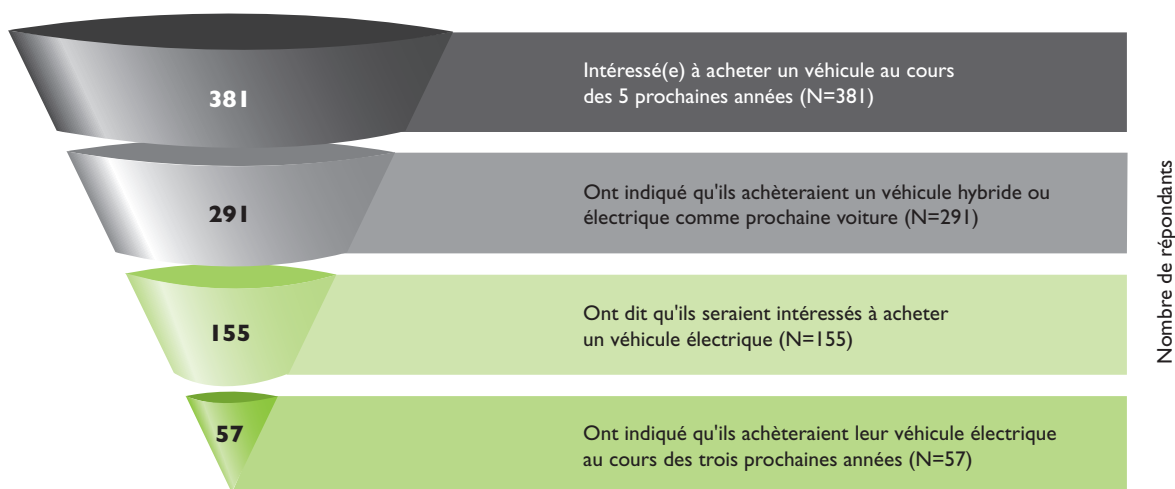 381
Intéressé(e) à acheter un véhicule au cours
des 5 prochaines années (N=381)
291
Ont indiqué qu'ils achèteraient un véhicule hybride ou
électrique comme prochaine voiture (N=291)
155
Ont dit qu'ils seraient intéressés à acheter
un véhicule électrique (N=155)
57
Ont indiqué qu'ils achèteraient leur véhicule électrique
au cours des trois prochaines années (N=57)
Nombre de répondants